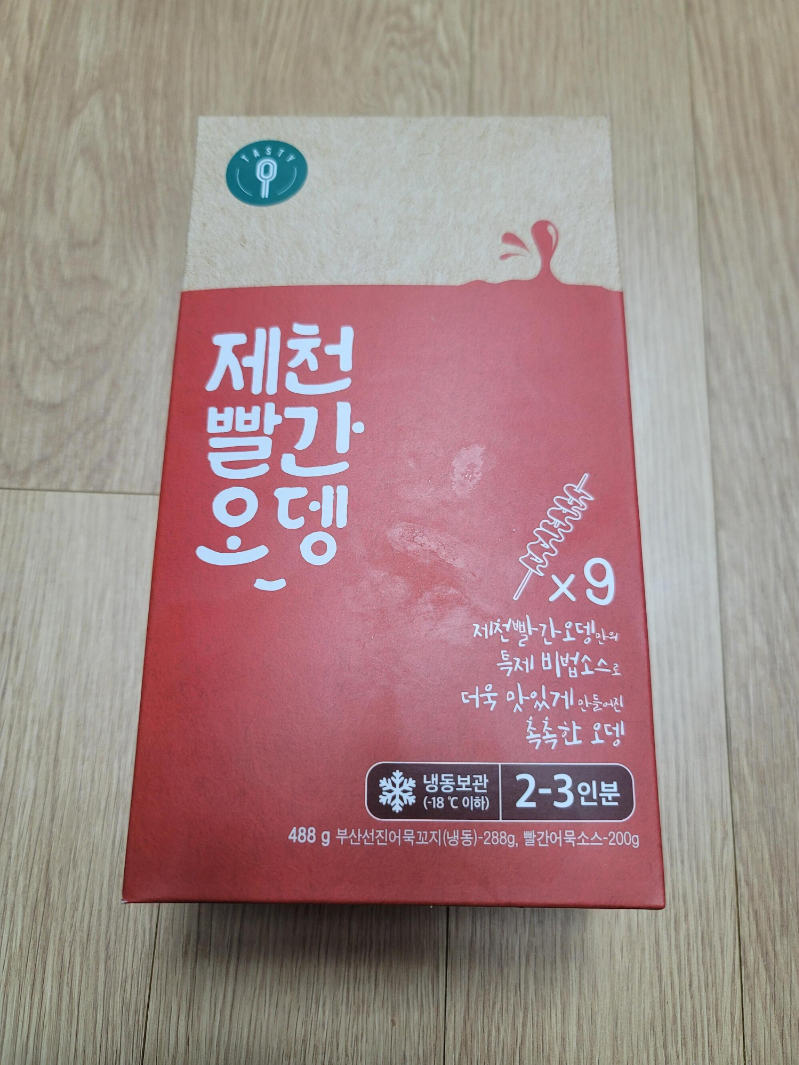 TASTY
제천
빨간
오뎅
x9
제천빨간오뎅만의
특제 비법소스로
더욱 맛있게 만들어진
촉촉한 오뎅
냉동보관
(-18 ℃ 이하)
2-3인분
488 g 부산선진어묵꼬지(냉동)-288g, 빨간어묵소스-200g